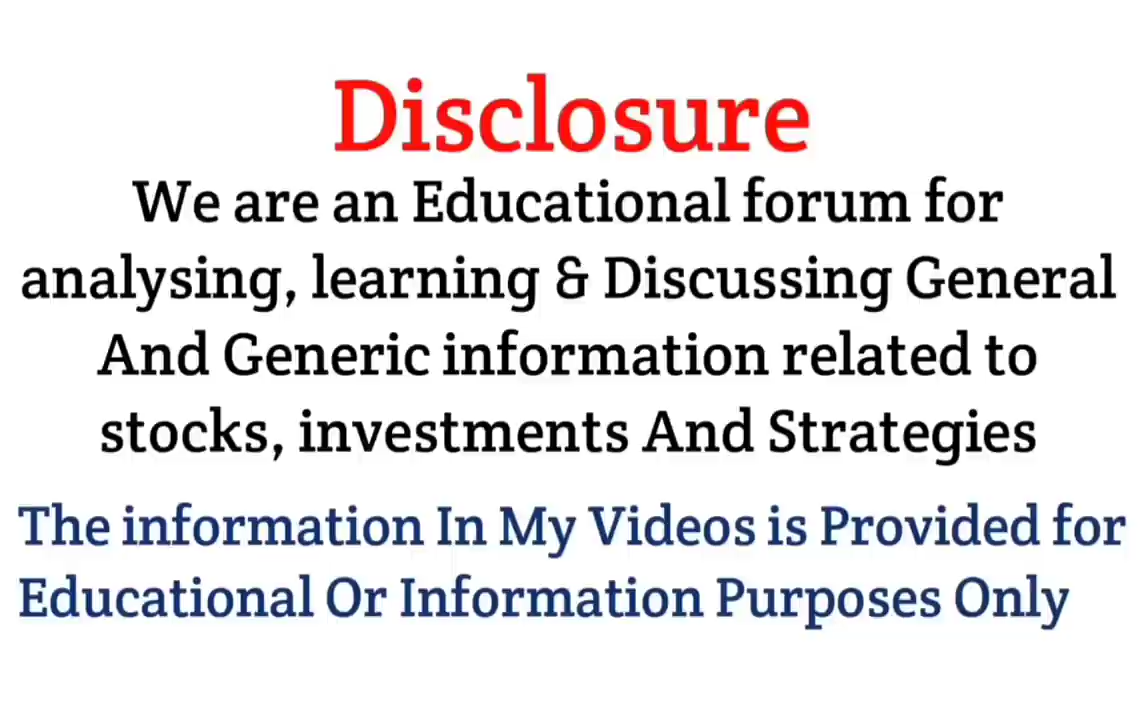 Disclosure
We are an Educational forum for
analysing, learning & Discussing General
And Generic information related to
stocks, investments And Strategies
The information In My Videos is Provided for
Educational Or Information Purposes Only